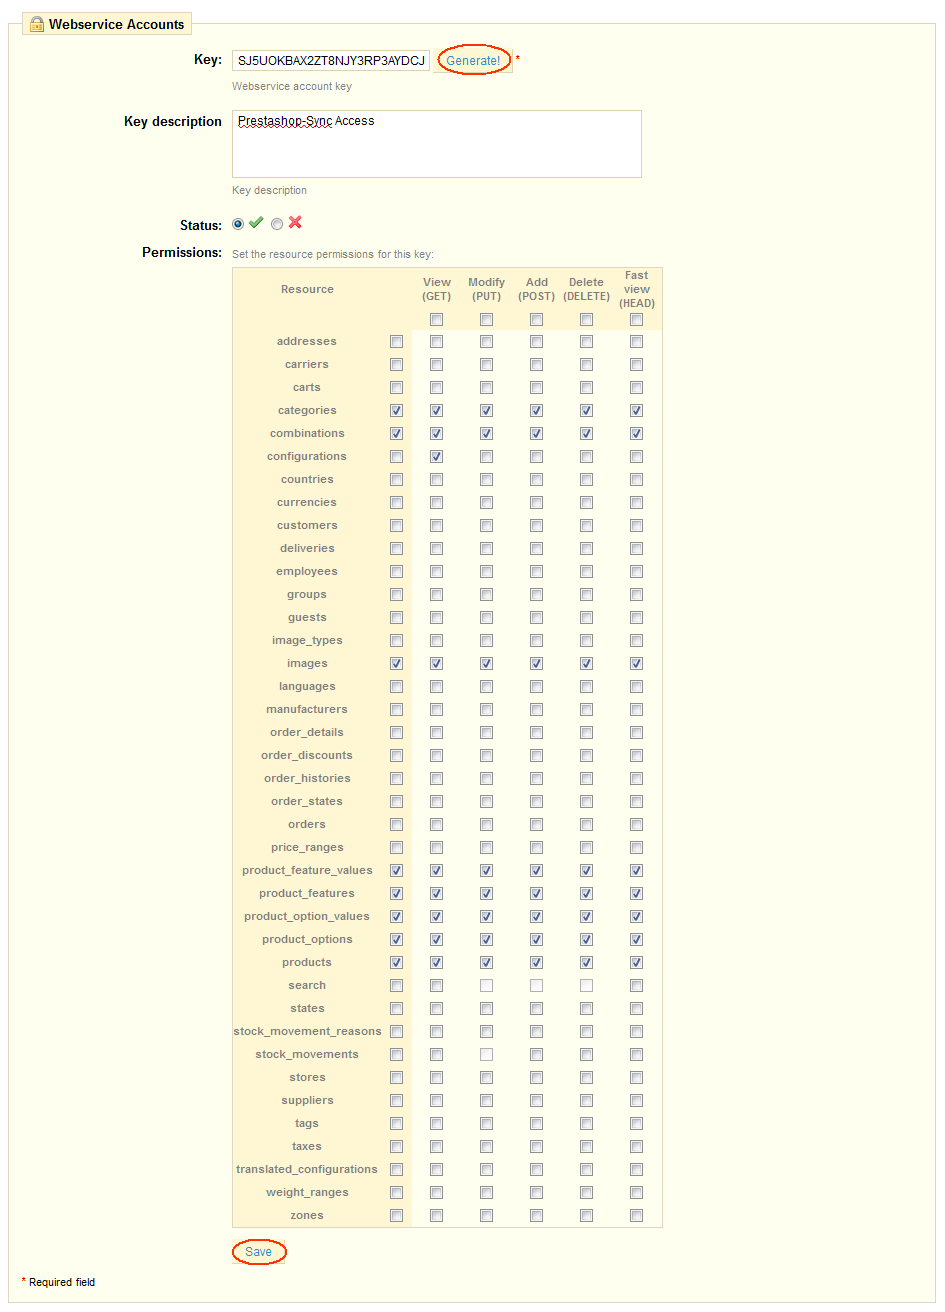 Webservice Accounts
Key: SJ5UOKBAX2ZT8NJY3RP3AYDCJ Generate! *
Webservice account key
Key description Prestashop-Sync Access
Key description
Status:
Permissions: Set the resource permissions for this key:
Resource View (GET) Modify (PUT) Add (POST) Delete (DELETE) Fast view (HEAD)
addresses
carriers
carts
categories
combinations
configurations
countries
currencies
customers
deliveries
employees
groups
guests
image_types
images
languages
manufacturers
order_details
order_discounts
order_histories
order_states
orders
price_ranges
product_feature_values
product_features
product_option_values
product_options
products
search
states
stock_movement_reasons
stock_movements
stores
suppliers
tags
taxes
translated_configurations
weight_ranges
zones
Save
* Required field